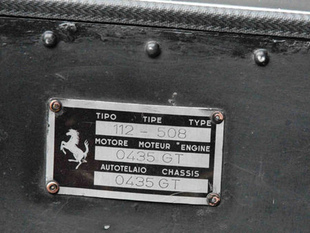 TIPO TIPE TYPE
112 - 508
MOTORE MOTEUR ENGINE
0435 GT
AUTOTELAIO CHASSIS
0435 GT